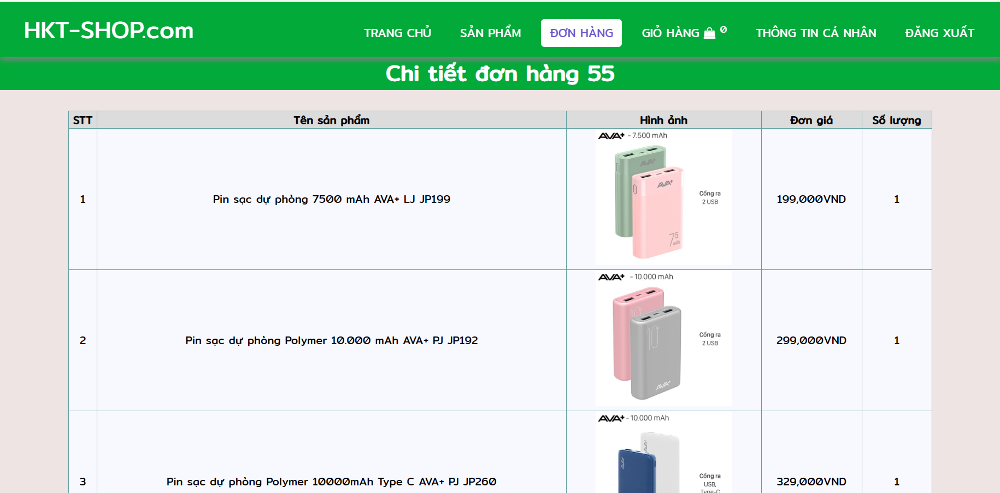 HKT-SHOP.com
TRANG CHỦ SẢN PHẨM ĐƠN HÀNG GIỎ HÀNG 0 THÔNG TIN CÁ NHÂN ĐĂNG XUẤT
Chi tiết đơn hàng 55
STT Tên sản phẩm Hình ảnh Đơn giá Số lượng
AVA+ - 7.500 mAh
AVA+
AVA+
Cổng ra
2 USB
1 Pin sạc dự phòng 7500 mAh AVA+ LJ JP199 199,000VND 1
75
mAh
AVA+ - 10.000 mAh
10
10
Cổng ra
2 USB
2 Pin sạc dự phòng Polymer 10.000 mAh AVA+ PJ JP192 299,000VND 1
AVA+
AVA+ - 10.000 mAh
AVA+
AVA+
Cổng ra
USB,
Type-C
3 Pin sạc dự phòng Polymer 10000mAh Type C AVA+ PJ JP260 329,000VND 1